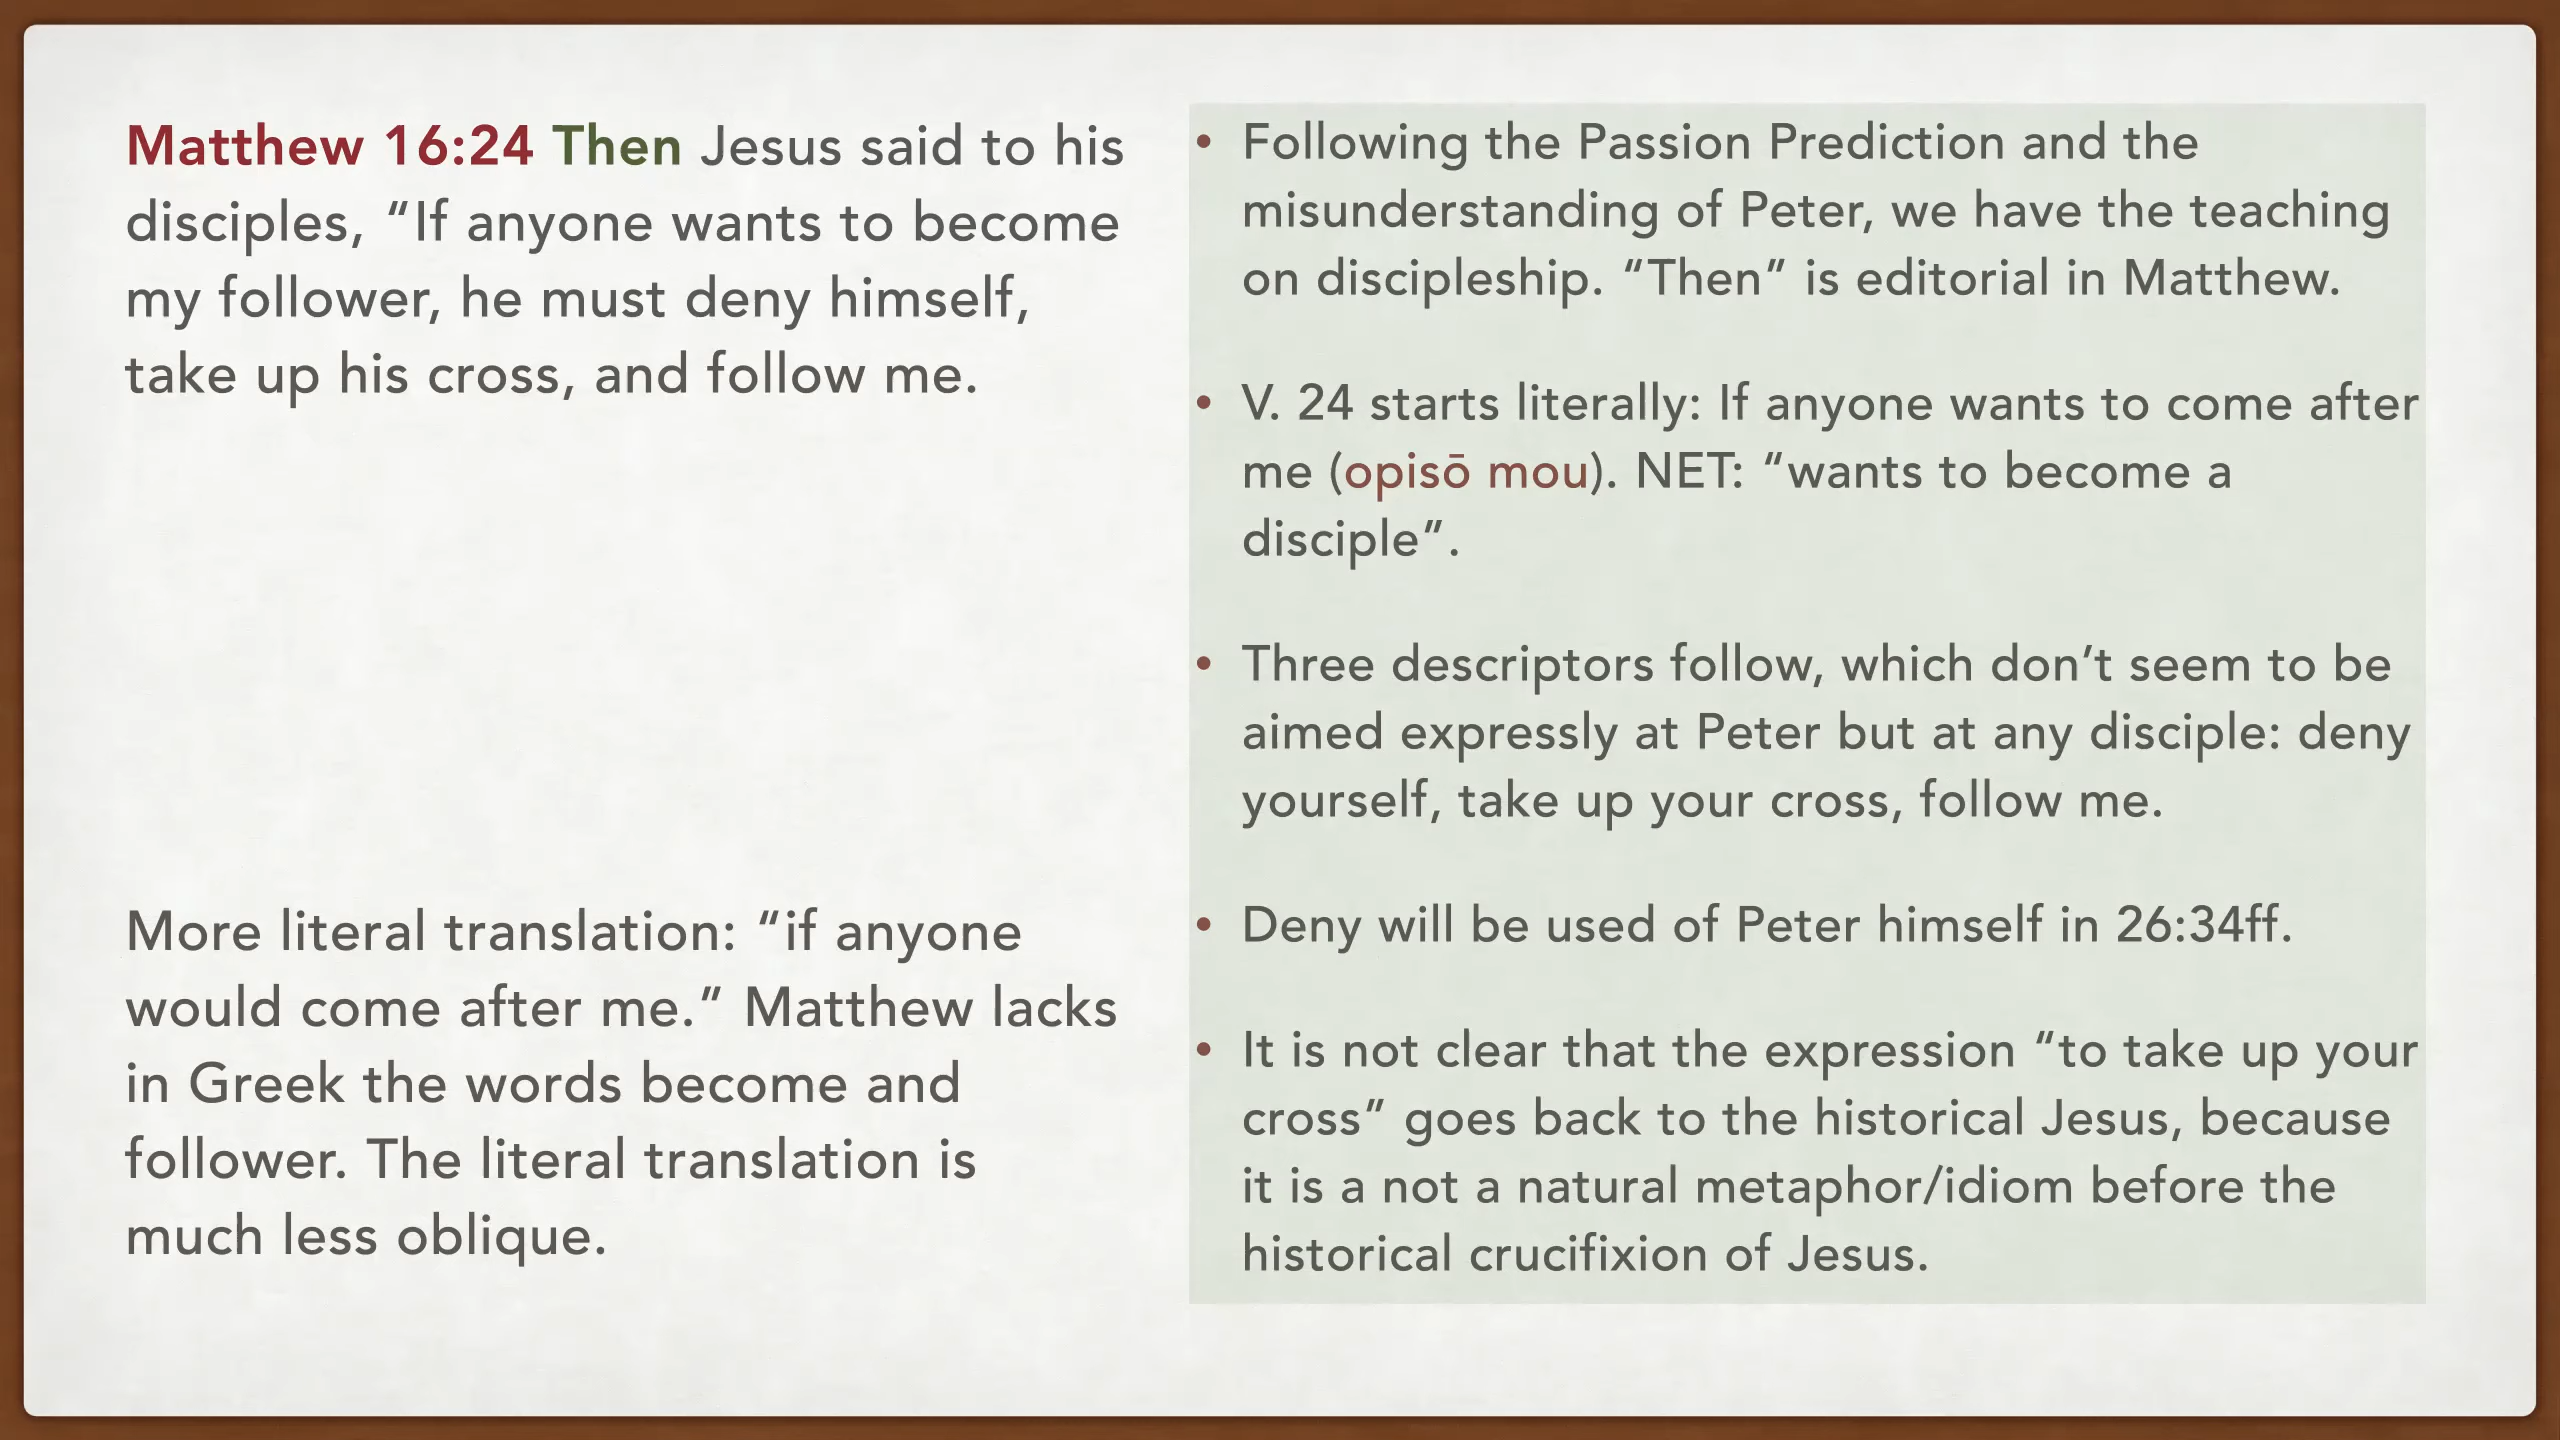 Matthew 16:24 Then Jesus said to his
disciples, “If anyone wants to become
my follower, he must deny himself,
take up his cross, and follow me.
More literal translation: “if anyone
would come after me.” Matthew lacks
in Greek the words become and
follower. The literal translation is
much less oblique.
• Following the Passion Prediction and the
misunderstanding of Peter, we have the teaching
on discipleship. “Then” is editorial in Matthew.
• V. 24 starts literally: If anyone wants to come after
me (opisō mou). NET: “wants to become a
disciple”.
• Three descriptors follow, which don’t seem to be
aimed expressly at Peter but at any disciple: deny
yourself, take up your cross, follow me.
• Deny will be used of Peter himself in 26:34ff.
• It is not clear that the expression “to take up your
cross” goes back to the historical Jesus, because
it is a not a natural metaphor/idiom before the
historical crucifixion of Jesus.